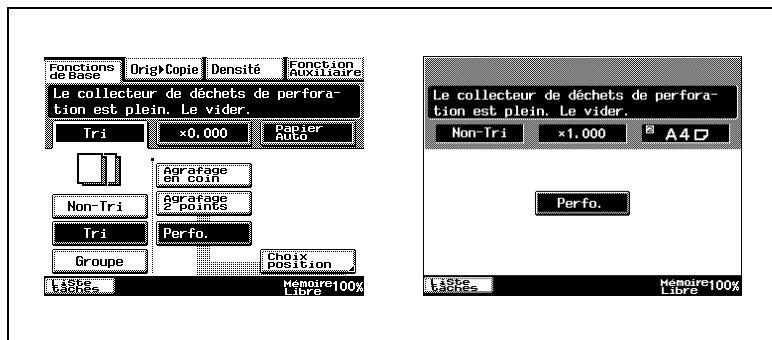 Fonctions
de Base
Orig▸Copie
Densité
Fonction
Auxiliaire
Le collecteur de déchets de perfora-
tion est plein. Le vider.
Tri
×0.000
Papier
Auto
Agrafage
en coin
Non-Tri
Agrafage
2 points
Tri
Perfo.
Groupe
Choix
position
Liste
tâches
Mémoire
Libre
100%
Le collecteur de déchets de perfora-
tion est plein. Le vider.
Non-Tri
×1.000
2
A4
Perfo.
Liste
tâches
Mémoire
Libre
100%